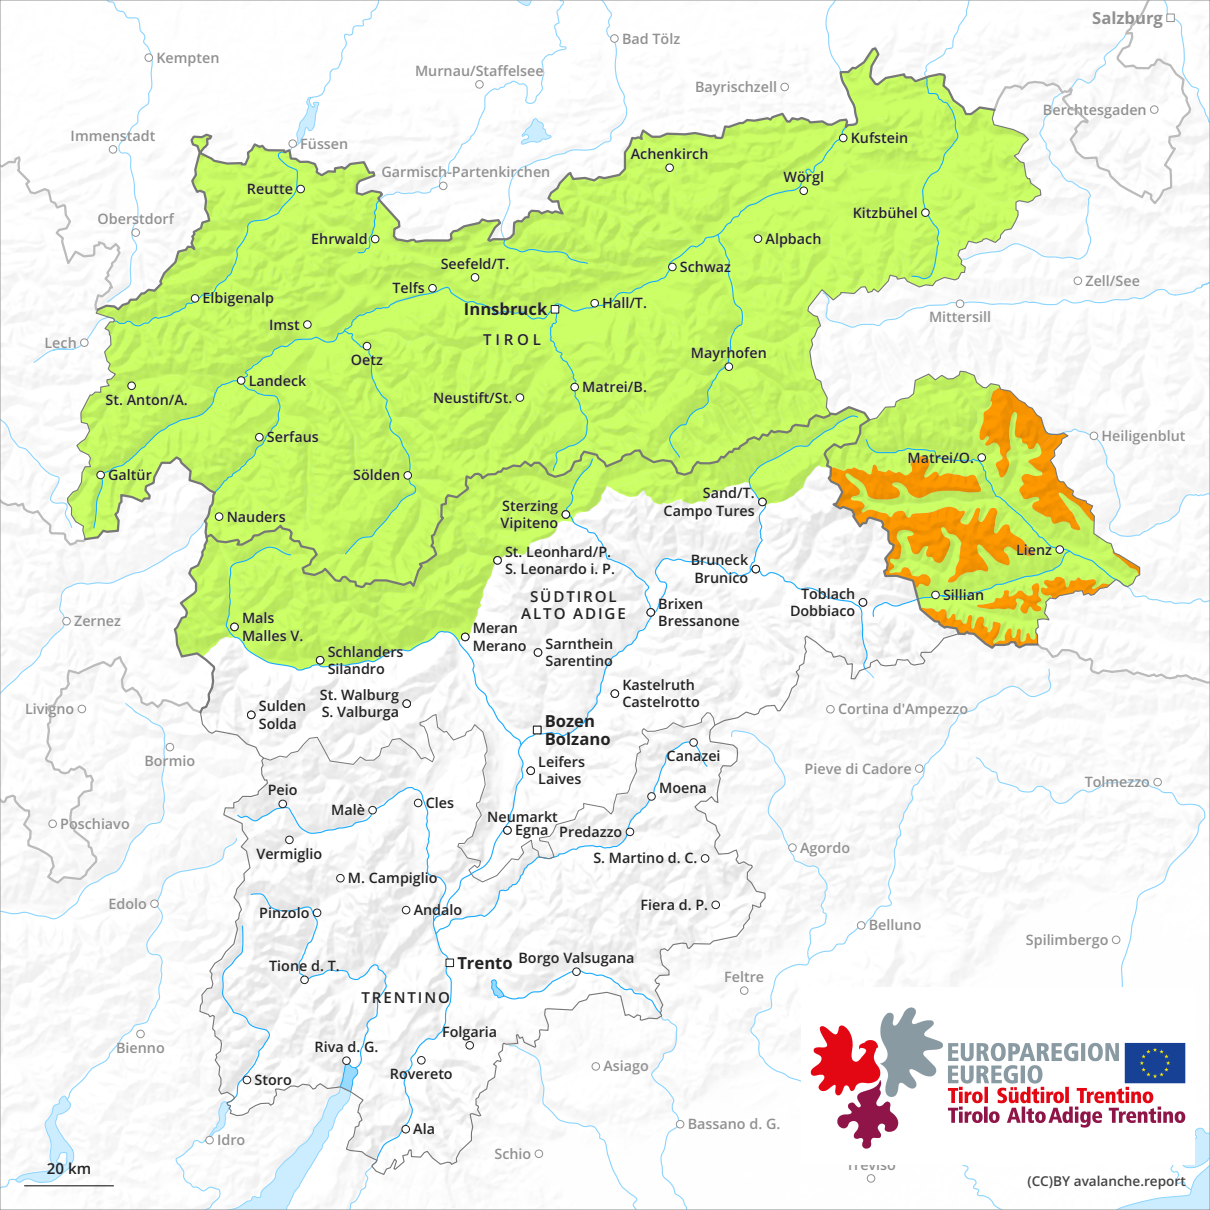 Salzburg
Bad Tölz
Kempten
Murnau/Staffelsee
Bayrischzell
Berchtesgaden
Immenstadt
Füssen
Kufstein
Achenkirch
Garmisch-Partenkirchen
Wörgl
Reutte
Oberstdorf
Kitzbühel
Ehrwald
Alpbach
Seefeld/T.
Schwaz
Zell/See
Telfs
Elbigenalp
Hall/T.
Innsbruck
Mittersill
Imst
TIROL
Lech
Oetz
Mayrhofen
Landeck
Matrei/B.
St. Anton/A.
Neustift/St.
Serfaus
Heiligenblut
Matrei/O.
Galtür
Sölden
Sand/T.
Campo Tures
Sterzing
Vipiteno
Nauders
St. Leonhard/P.
S. Leonardo i. P.
Lienz
Bruneck
Brunico
SÜDTIROL
ALTO ADIGE
Toblach
Dobbiaco
Sillian
Brixen
Bressanone
Zernez
Mals
Malles V.
Meran
Merano
Sarnthein
Sarentino
Schlanders
Silandro
Kastelruth
Castelrotto
St. Walburg
S. Valburga
Sulden
Solda
Livigno
Cortina d'Ampezzo
Bozen
Bolzano
Canazei
Bormio
Leifers
Laives
Pieve di Cadore
Tolmezzo
Peio
Moena
Malè
Cles
Neumarkt
Egna
Predazzo
Poschiavo
Vermiglio
Agordo
S. Martino d. C.
M. Campiglio
Edolo
Pinzolo
Andalo
Fiera d. P.
Belluno
Spilimbergo
Trento
Borgo Valsugana
Tione d. T.
Feltre
TRENTINO
Folgaria
Bienno
Riva d. G.
Rovereto
Asiago
Storo
EUROPAREGION
EUREGIO
Tirol Südtirol Trentino
Tirolo Alto Adige Trentino
Ala
Bassano d. G.
Idro
Schio
Treviso
20 km
(CC)BY avalanche.report